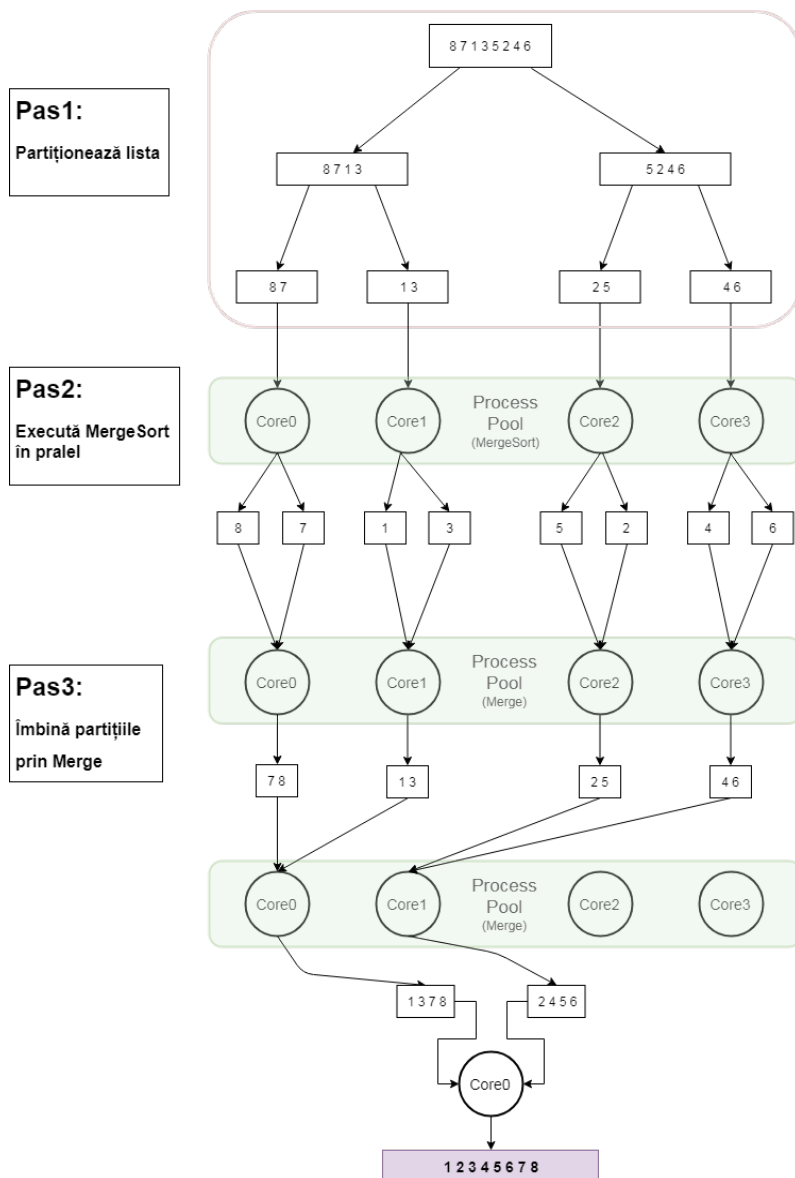 8 7 1 3 5 2 4 6
Pas1:
Partiționează lista
8 7 1 3
5 2 4 6
8 7
1 3
2 5
4 6
Pas2:
Execută MergeSort
în pralel
Core0
Core1
Process
Pool
(MergeSort)
Core2
Core3
8
7
1
3
5
2
4
6
Pas3:
Îmbină partițiile
prin Merge
Core0
Core1
Process
Pool
(Merge)
Core2
Core3
7 8
1 3
2 5
4 6
Core0
Core1
Process
Pool
(Merge)
Core2
Core3
1 3 7 8
2 4 5 6
Core0
1 2 3 4 5 6 7 8